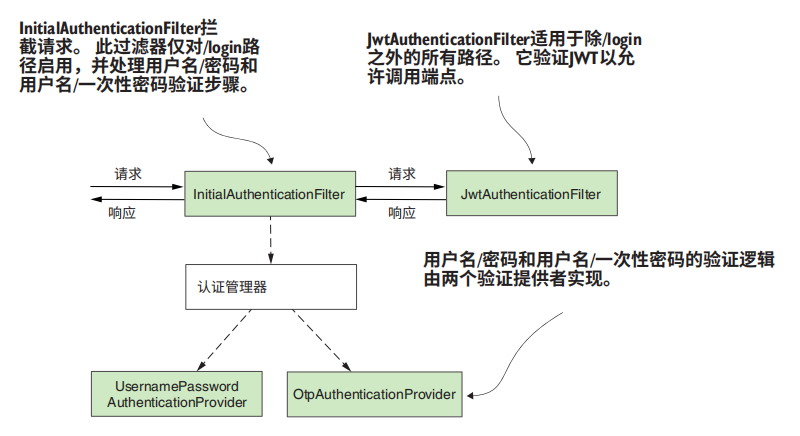 InitialAuthenticationFilter拦
截请求。 此过滤器仅对/login路
径启用，并处理用户名/密码和
用户名/一次性密码验证步骤。
JwtAuthenticationFilter适用于除/login
之外的所有路径。 它验证JWT以允
许调用端点。
请求
响应
InitialAuthenticationFilter
请求
响应
JwtAuthenticationFilter
用户名/密码和用户名/一次性密码的验证逻辑
由两个验证提供者实现。
认证管理器
UsernamePassword
AuthenticationProvider
OtpAuthenticationProvider